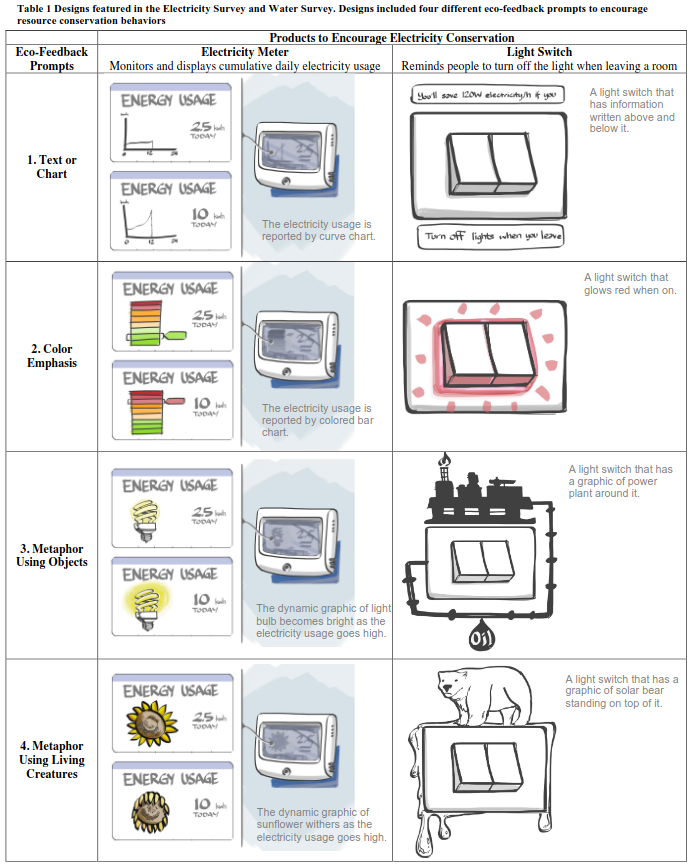 Table 1 Designs featured in the Electricity Survey and Water Survey. Designs included four different eco-feedback prompts to encourage
resource conservation behaviors
Products to Encourage Electricity Conservation
Eco-Feedback
Prompts
Electricity Meter
Monitors and displays cumulative daily electricity usage
Light Switch
Reminds people to turn off the light when leaving a room
1. Text or
Chart
ENERGY USAGE
25 kwh
TODAY
0 12 24
ENERGY USAGE
10 kwh
TODAY
0 12 24
The electricity usage is
reported by curve chart.
You'll save 120W electricity/h if you
Turn off lights when you leave
A light switch that
has information
written above and
below it.
2. Color
Emphasis
ENERGY USAGE
25 kwh
TODAY
ENERGY USAGE
10 kwh
TODAY
The electricity usage is
reported by colored bar
chart.
A light switch that
glows red when on.
3. Metaphor
Using Objects
ENERGY USAGE
25 kwh
TODAY
ENERGY USAGE
10 kwh
TODAY
The dynamic graphic of light
bulb becomes bright as the
electricity usage goes high.
Oil
A light switch that has
a graphic of power
plant around it.
4. Metaphor
Using Living
Creatures
ENERGY USAGE
25 kwh
TODAY
ENERGY USAGE
10 kwh
TODAY
The dynamic graphic of
sunflower withers as the
electricity usage goes high.
A light switch that has a
graphic of solar bear
standing on top of it.